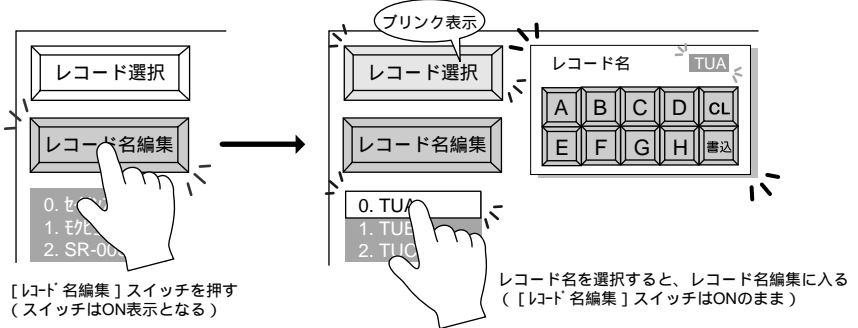 レコード選択
レコード名編集
0. ｾ
1. ﾓｸﾋ
2. SR-00
[ ﾚｺｰﾄﾞ名編集 ] スイッチを押す
（スイッチはON表示となる）
ブリンク表示
レコード選択
レコード名編集
0. TUA
1. TUB
2. TUC
レコード名 TUA
A B C D CL
E F G H 書込
レコード名を選択すると、レコード名編集に入る
（ [ ﾚｺｰﾄﾞ名編集 ] スイッチはONのまま）